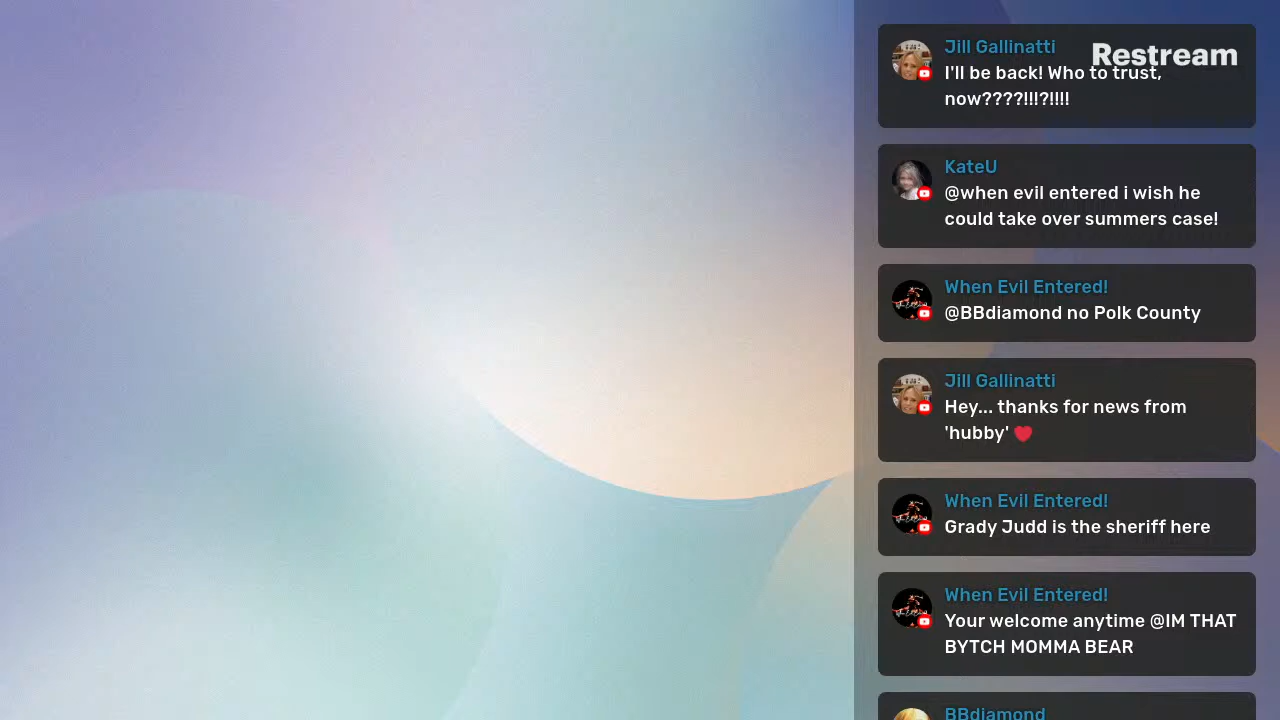 Restream
Jill Gallinatti
I'll be back! Who to trust,
now????!!!?!!!!
KateU
@when evil entered i wish he
could take over summers case!
When Evil Entered!
@BBdiamond no Polk County
Jill Gallinatti
Hey... thanks for news from
'hubby' ❤️
When Evil Entered!
Grady Judd is the sheriff here
When Evil Entered!
Your welcome anytime @IM THAT
BYTCH MOMMA BEAR
BBdiamond